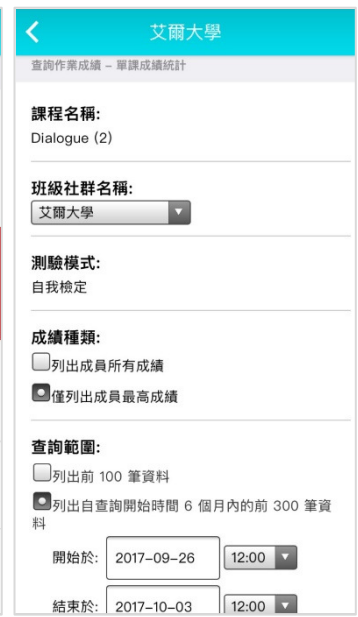 艾爾大學
查詢作業成績 – 單課成績統計
課程名稱:
Dialogue (2)
班級社群名稱:
艾爾大學
測驗模式:
自我檢定
成績種類:
列出成員所有成績
僅列出成員最高成績
查詢範圍:
列出前 100 筆資料
列出自查詢開始時間 6 個月內的前 300 筆資
料
開始於: 2017-09-26 12:00
結束於: 2017-10-03 12:00